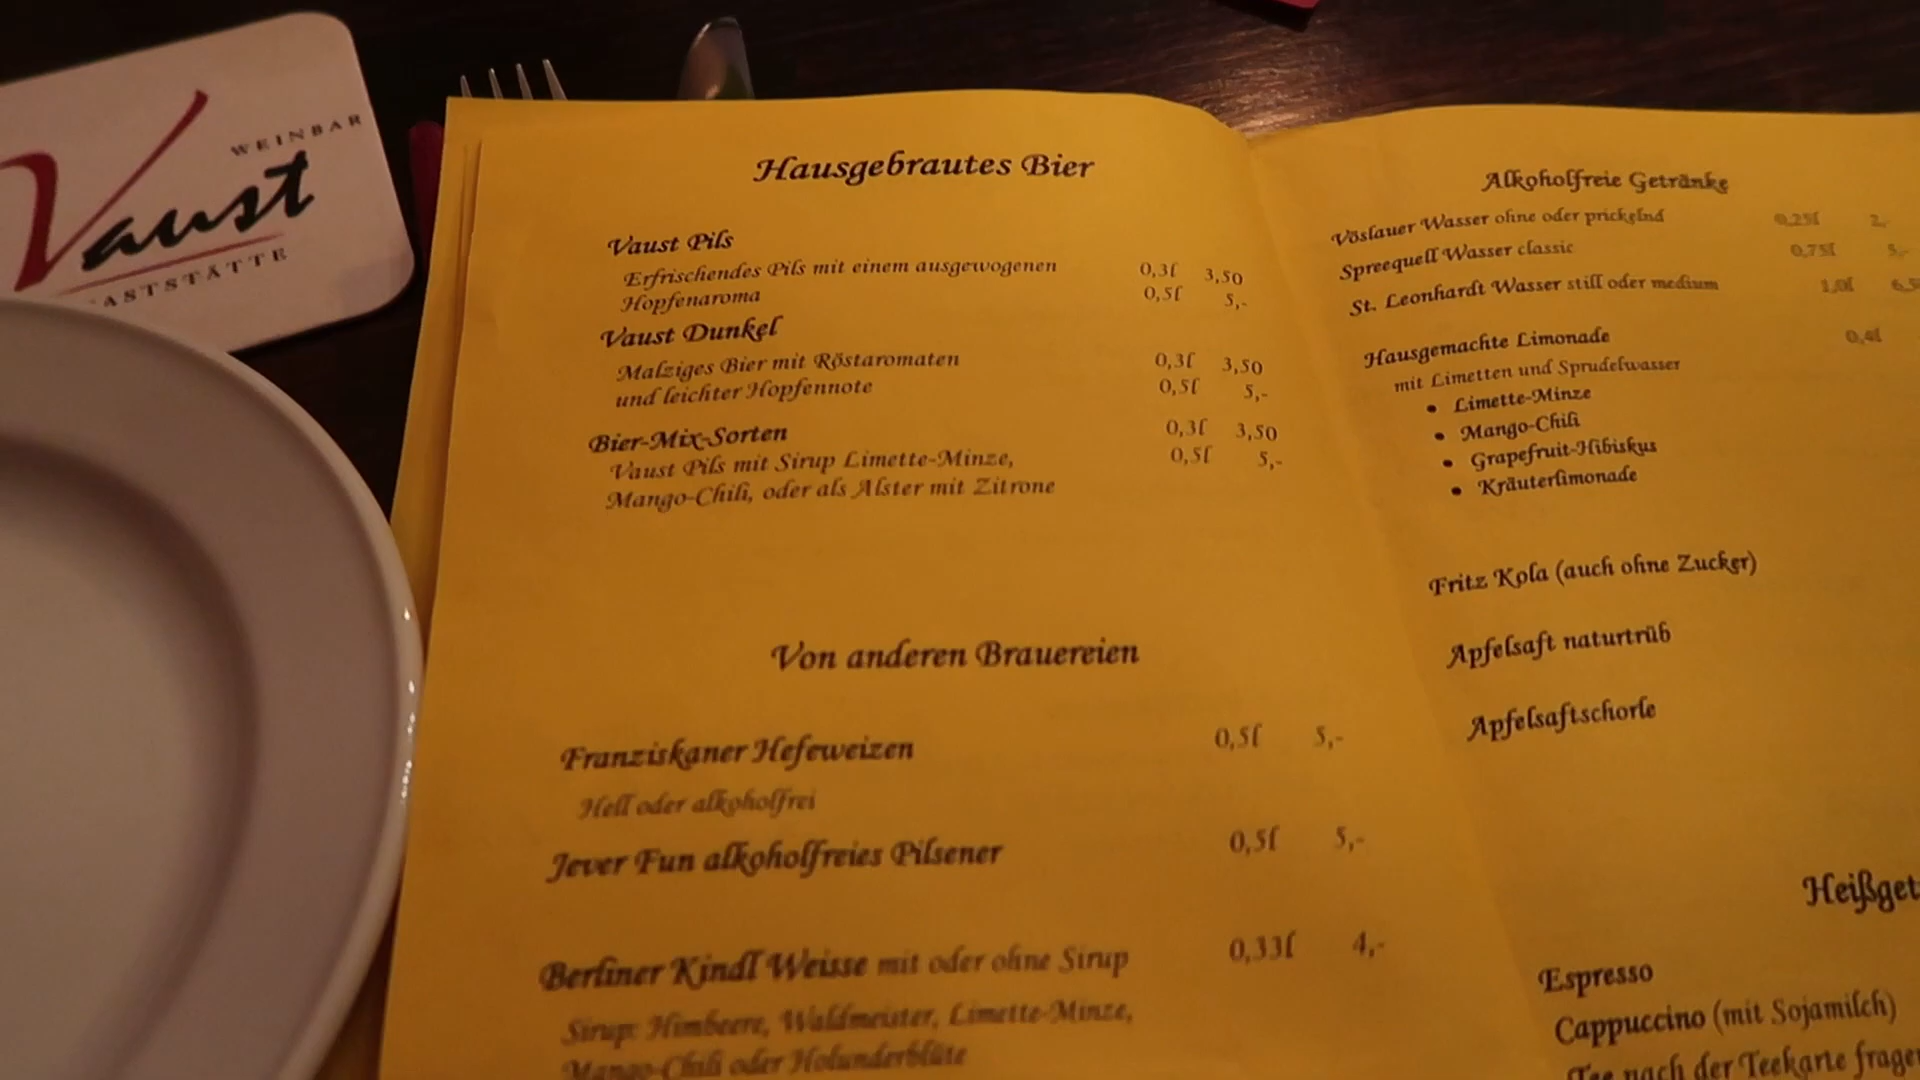 WEINBAR
Vaust
GASTSTÄTTE
Hausgebrautes Bier
Vaust Pils
Erfrischendes Pils mit einem ausgewogenen 0,3l 3,50
Hopfenaroma 0,5l 5,-
Vaust Dunkel
Malziges Bier mit Röstaromaten 0,3l 3,50
und leichter Hopfennote 0,5l 5,-
Bier-Mix-Sorten 0,3l 3,50
Vaust Pils mit Sirup Limette-Minze, 0,5l 5,-
Mango-Chili, oder als Alster mit Zitrone
Von anderen Brauereien
Franziskaner Hefeweizen 0,5l 5,-
Hell oder alkoholfrei
Jever Fun alkoholfreies Pilsener 0,5l 5,-
Berliner Kindl Weisse mit oder ohne Sirup 0,33l 4,-
Sirup: Himbeere, Waldmeister, Limette-Minze,
Mango-Chili oder Holunderblüte
Alkoholfreie Getränke
Vöslauer Wasser ohne oder prickelnd 0,25l 2,-
Spreequell Wasser classic 0,75l 5,-
St. Leonhardt Wasser still oder medium 1,0l
Hausgemachte Limonade 0,4l
mit Limetten und Sprudelwasser
• Limette-Minze
• Mango-Chili
• Grapefruit-Hibiskus
• Kräuterlimonade
Fritz Kola (auch ohne Zucker)
Apfelsaft naturtrüb
Apfelsaftschorle
Heißget
Espresso
Cappuccino (mit Sojamilch)
Tee nach der Teekarte fragen